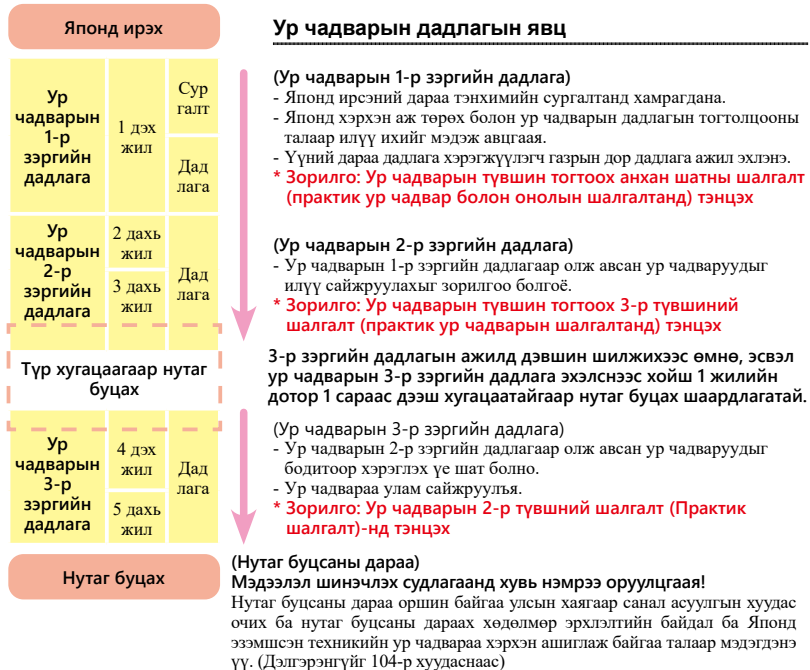 Японд ирэх
Ур чадварын дадлагын явц
Ур
чадварын
1-р
зэргийн
дадлага
1 дэх
жил
Сур
галт
Дад
лага
(Ур чадварын 1-р зэргийн дадлага)
- Японд ирсэний дараа тэнхимийн сургалтанд хамрагдана.
- Японд хэрхэн аж төрөх болон ур чадварын дадлагын тогтолцооны
талаар илүү ихийг мэдэж авцгаая.
- Үүний дараа дадлага хэрэгжүүлэгч газрын дор дадлага ажил эхлэнэ.
* Зорилго: Ур чадварын түвшин тогтоох анхан шатны шалгалт
(практик ур чадвар болон онолын шалгалтанд) тэнцэх
Ур
чадварын
2-р
зэргийн
дадлага
2 дахь
жил
3 дахь
жил
Дад
лага
(Ур чадварын 2-р зэргийн дадлага)
- Ур чадварын 1-р зэргийн дадлагаар олж авсан ур чадваруудыг
илүү сайжруулахыг зорилгоо болгоё.
* Зорилго: Ур чадварын түвшин тогтоох 3-р түвшиний
шалгалт (практик ур чадварын шалгалтанд) тэнцэх
Түр хугацаагаар нутаг
буцах
3-р зэргийн дадлагын ажилд дэвшин шилжихээс өмнө, эсвэл
ур чадварын 3-р зэргийн дадлага эхэлснээс хойш 1 жилийн
дотор 1 сараас дээш хугацаатайгаар нутаг буцах шаардлагатай.
Ур
чадварын
3-р
зэргийн
дадлага
4 дэх
жил
5 дахь
жил
Дад
лага
(Ур чадварын 3-р зэргийн дадлага)
- Ур чадварын 2-р зэргийн дадлагаар олж авсан ур чадваруудыг
бодитоор хэрэглэх үе шат болно.
- Ур чадвараа улам сайжруулъя.
* Зорилго: Ур чадварын 2-р түвшний шалгалт (Практик
шалгалт)-нд тэнцэх
Нутаг буцах
(Нутаг буцсаны дараа)
Мэдээлэл шинэчлэх судлагаанд хувь нэмрээ оруулцгаая!
Нутаг буцсаны дараа оршин байгаа улсын хаягаар санал асуулгын хуудас
очих ба нутаг буцсаны дараах хөдөлмөр эрхлэлтийн байдал ба Японд
эзэмшсэн техникийн ур чадвараа хэрхэн ашиглаж байгаа талаар мэдэгдэнэ
үү. (Дэлгэрэнгүйг 104-р хуудаснаас)